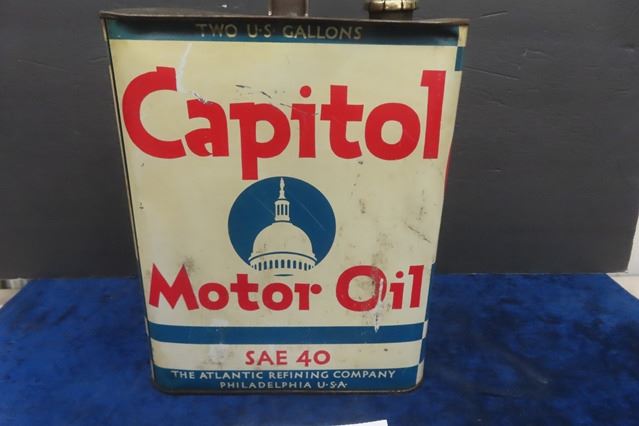 TWO U·S· GALLONS
Capitol
Motor Oil
SAE 40
THE ATLANTIC REFINING COMPANY
PHILADELPHIA U·S·A·